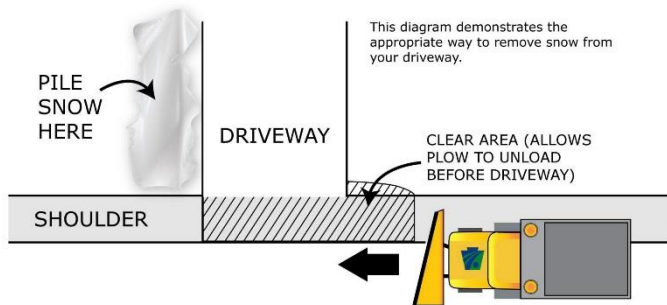 This diagram demonstrates the
appropriate way to remove snow from
your driveway.
PILE
SNOW
HERE
DRIVEWAY
CLEAR AREA (ALLOWS
PLOW TO UNLOAD
BEFORE DRIVEWAY)
SHOULDER